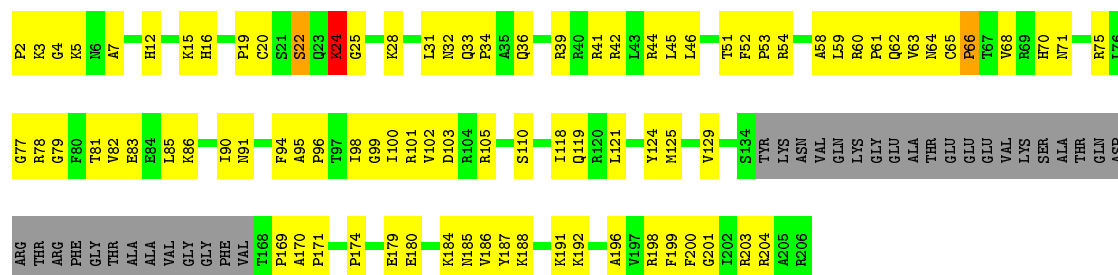 P2 K3 G4 K5 N6 A7 H12 K15 H16 P19 C20 S21 S22 Q23 K24 G25 K28 L31 N32 Q33 P34 A35 Q36 R39 R40 R41 R42 L43 R44 L45 L46 T51 F52 P53 R54 A58 L59 R60 P61 Q62 V63 N64 C65 P66 T67 V68 R69 H70 N71 R75
G77 R78 G79 F80 T81 V82 E83 E84 L85 K86 I90 N91 F94 A95 P96 T97 I98 G99 I100 R101 V102 D103 R104 R105 S110 I118 Q119 R120 L121 Y124 M125 V129 S134 TYR LYS ASN VAL GLN LYS GLY GLU ALA THR GLU GLU GLU VAL LYS SER ALA THR GLN
ARG THR ARG PHE GLY THR ALA ALA VAL GLY GLY PHE VAL T168 P169 A170 P171 P174 E179 E180 K184 N185 V186 Y187 K188 K191 K192 A196 V197 R198 F199 F200 G201 I202 R203 R204 A205 R206